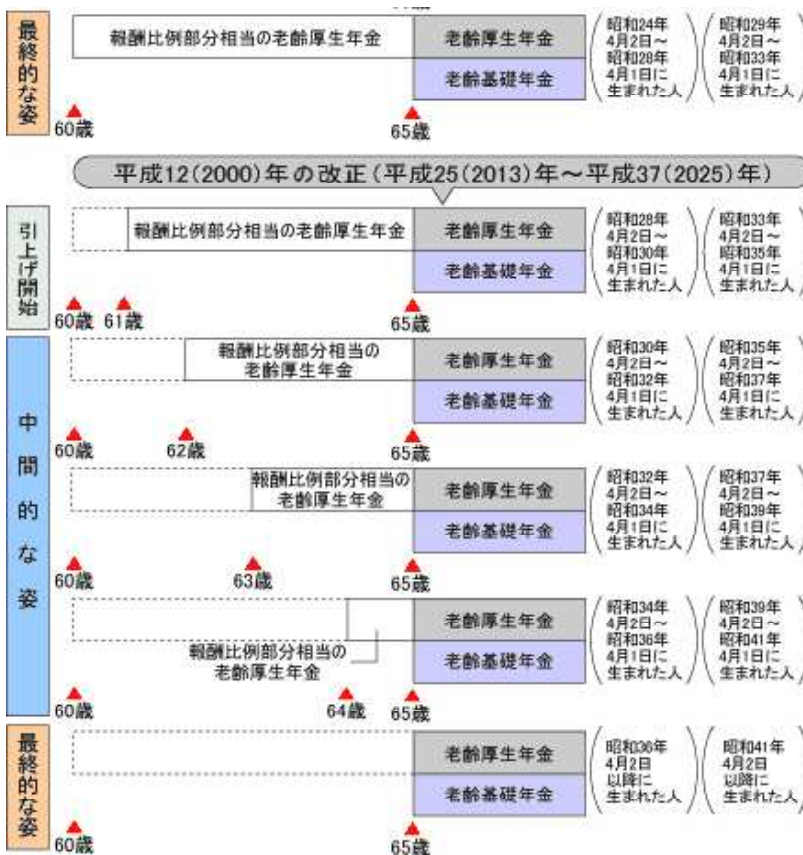 最終的な姿
報酬比例部分相当の老齢厚生年金
老齢厚生年金
老齢基礎年金
昭和24年
4月2日～
昭和28年
4月1日に
生まれた人
昭和29年
4月2日～
昭和33年
4月1日に
生まれた人
60歳
65歳
平成12(2000)年の改正(平成25(2013)年～平成37(2025)年)
引上げ開始
報酬比例部分相当の老齢厚生年金
老齢厚生年金
老齢基礎年金
昭和28年
4月2日～
昭和30年
4月1日に
生まれた人
昭和33年
4月2日～
昭和35年
4月1日に
生まれた人
60歳
61歳
65歳
中間的な姿
報酬比例部分相当の
老齢厚生年金
老齢厚生年金
老齢基礎年金
昭和30年
4月2日～
昭和32年
4月1日に
生まれた人
昭和35年
4月2日～
昭和37年
4月1日に
生まれた人
60歳
62歳
65歳
報酬比例部分相当の
老齢厚生年金
老齢厚生年金
老齢基礎年金
昭和32年
4月2日～
昭和34年
4月1日に
生まれた人
昭和37年
4月2日～
昭和39年
4月1日に
生まれた人
60歳
63歳
65歳
報酬比例部分相当の
老齢厚生年金
老齢厚生年金
老齢基礎年金
昭和34年
4月2日～
昭和36年
4月1日に
生まれた人
昭和39年
4月2日～
昭和41年
4月1日に
生まれた人
60歳
64歳
65歳
最終的な姿
老齢厚生年金
老齢基礎年金
昭和36年
4月2日
以降に
生まれた人
昭和41年
4月2日
以降に
生まれた人
60歳
65歳